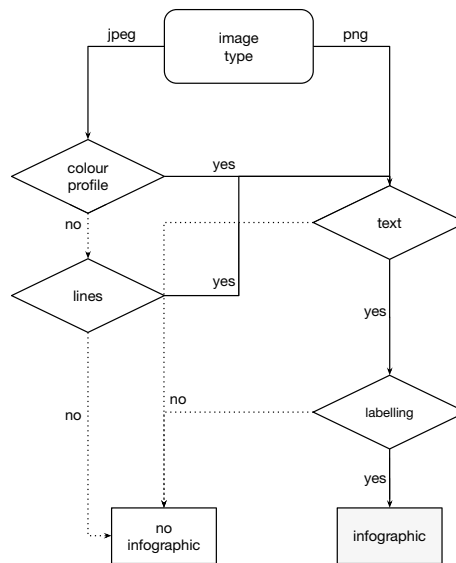 jpeg
image
type
png
colour
profile
yes
no
text
lines
yes
yes
no
no
labelling
yes
no
infographic
infographic